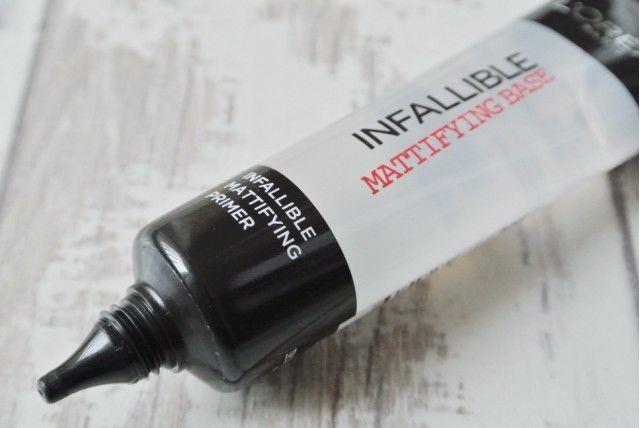 INFALLIBLE
MATTIFYING BASE
INFALLIBLE
MATTIFYING
PRIMER